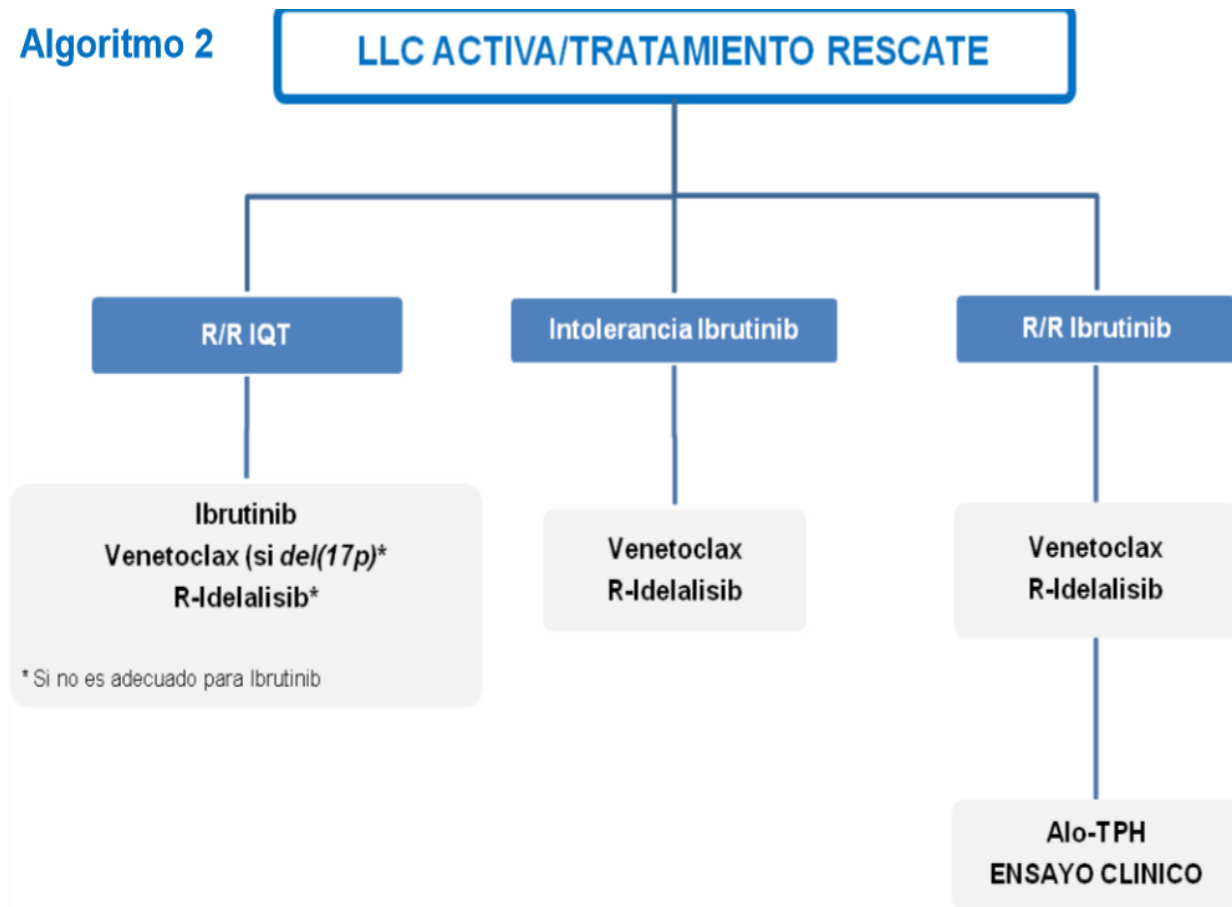 Algoritmo 2
LLC ACTIVA/TRATAMIENTO RESCATE
R/R IQT
Intolerancia Ibrutinib
R/R Ibrutinib
Ibrutinib
Venetoclax (si del(17p)*
R-Idelalisib*
* Si no es adecuado para Ibrutinib
Venetoclax
R-Idelalisib
Venetoclax
R-Idelalisib
Alo-TPH
ENSAYO CLINICO